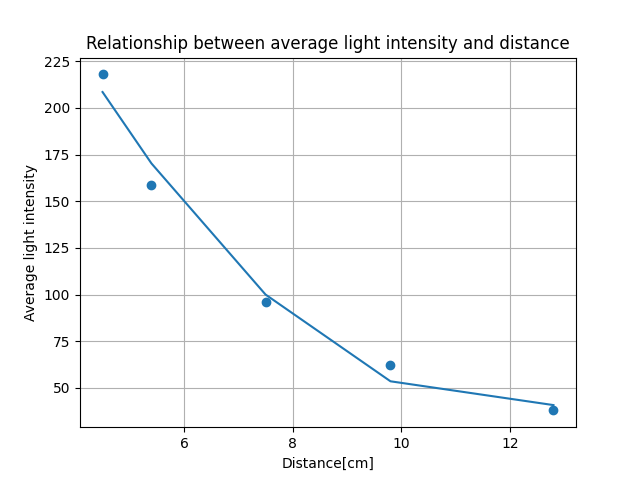 Relationship between average light intensity and distance
225
200
175
150
125
100
75
50
Average light intensity
6 8 10 12
Distance[cm]